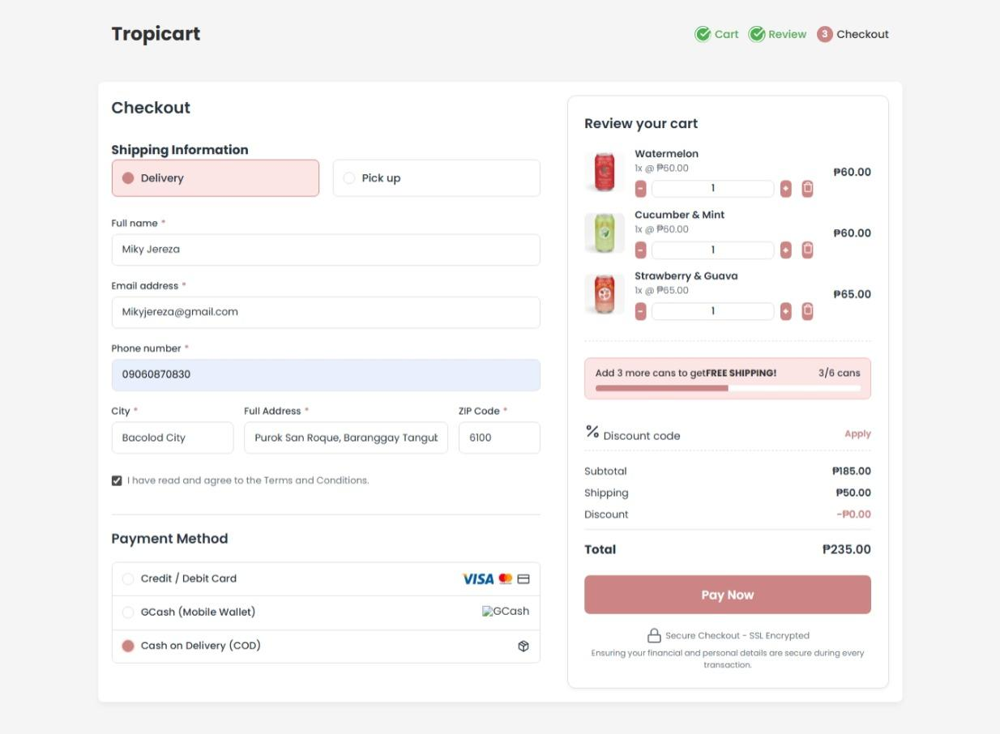 Tropicart
Cart
Review
3 Checkout
Checkout
Shipping Information
Delivery
Pick up
Full name *
Miky Jereza
Email address *
Mikyjereza@gmail.com
Phone number *
09060870830
City *
Full Address *
ZIP Code *
Bacolod City
Purok San Roque, Baranggay Tangub
6100
I have read and agree to the Terms and Conditions.
Payment Method
Credit / Debit Card
VISA
GCash (Mobile Wallet)
GCash
Cash on Delivery (COD)
Review your cart
Watermelon
1x @ ₱60.00
₱60.00
- 1 +
Cucumber & Mint
1x @ ₱60.00
₱60.00
- 1 +
Strawberry & Guava
1x @ ₱65.00
₱65.00
- 1 +
Add 3 more cans to getFREE SHIPPING!
3/6 cans
% Discount code
Apply
Subtotal
₱185.00
Shipping
₱50.00
Discount
-₱0.00
Total
₱235.00
Pay Now
Secure Checkout - SSL Encrypted
Ensuring your financial and personal details are secure during every
transaction.